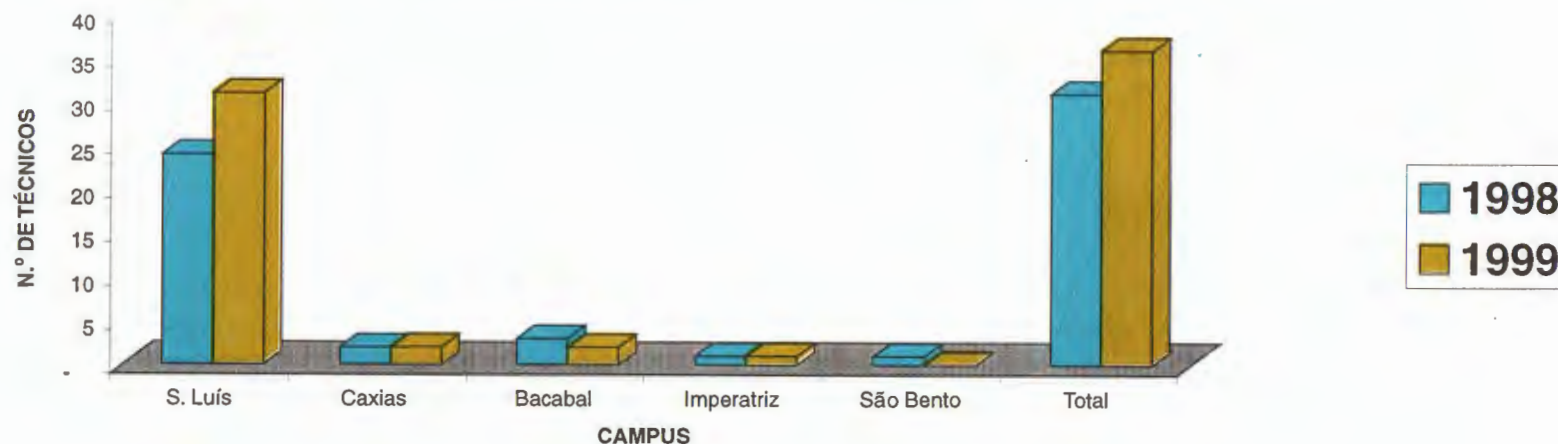 40
35
30
25
20
15
10
5
-
N.º DE TÉCNICOS
S. Luís
Caxias
Bacabal
Imperatriz
São Bento
Total
CAMPUS
1998
1999